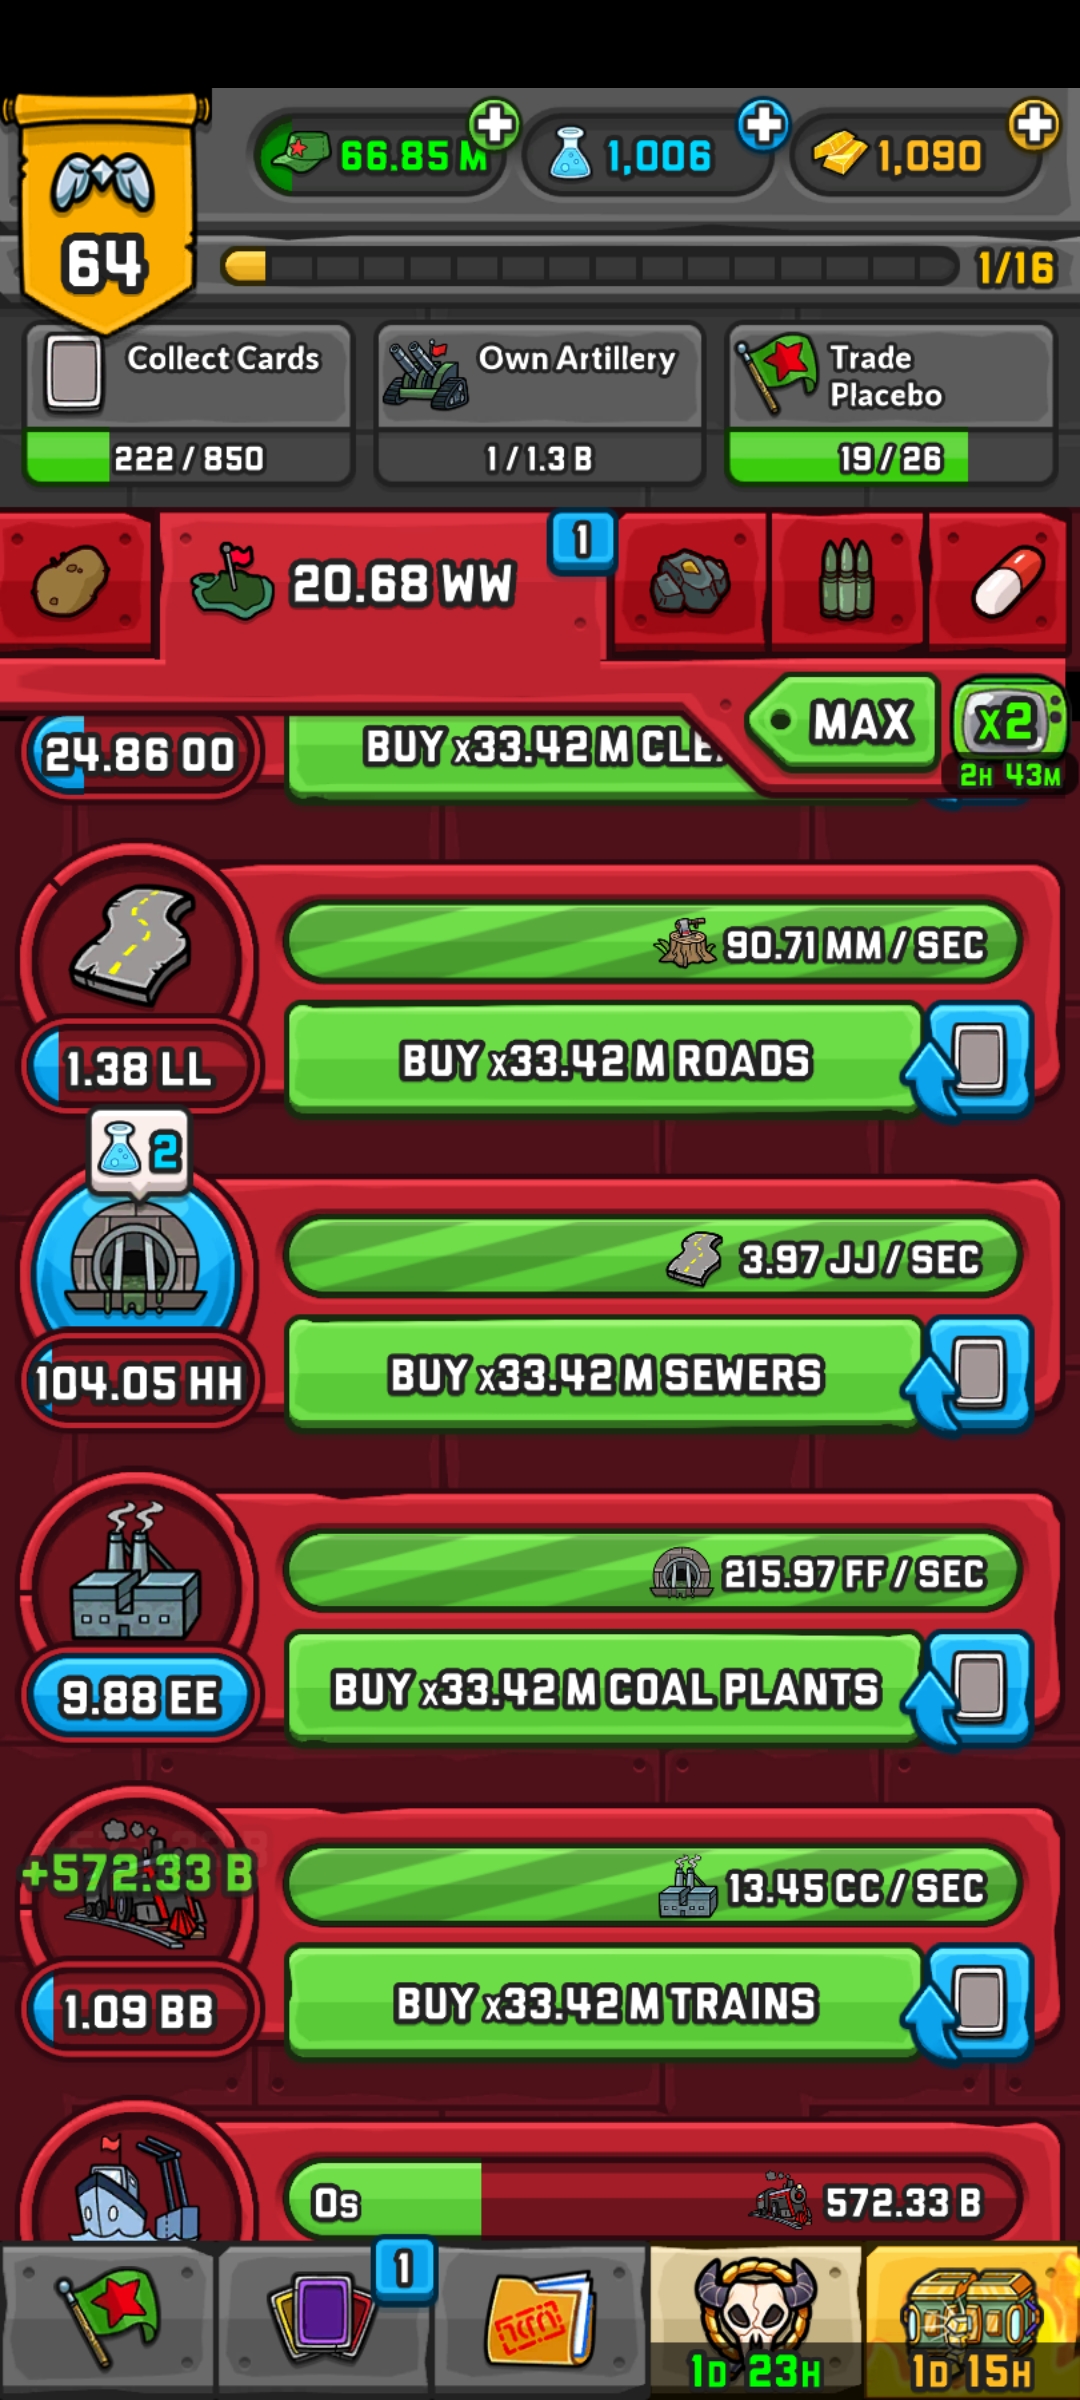 66.85 M
1,006
1,090
64
1/16
Collect Cards
Own Artillery
Trade
Placebo
222 / 850
1 / 1.3 B
19 / 26
1
20.68 WW
MAX
X2
2H 43M
24.86 OO
BUY x33.42 M CLE
90.71 MM / SEC
1.38 LL
BUY x33.42 M ROADS
2
3.97 JJ / SEC
104.05 HH
BUY x33.42 M SEWERS
215.97 FF / SEC
9.88 EE
BUY x33.42 M COAL PLANTS
+572.33 B
13.45 CC / SEC
1.09 BB
BUY x33.42 M TRAINS
0s
572.33 B
1
1D 23H
1D 15H